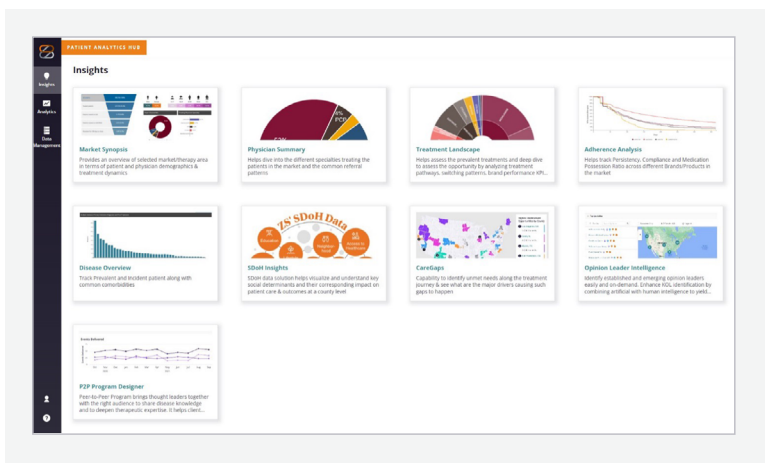 PATIENT ANALYTICS HUB
Insights
Insights
Analytics
Data
Management
Market Synopsis
Provides an overview of selected market/therapy area
in terms of patient and physician demographics &
treatment dynamics
PCP
Physician Summary
Helps dive into the different specialties treating the
patients in the market and the common referral
patterns
Treatment Landscape
Helps assess the prevalent treatments and deep dive
to assess the opportunity by analyzing treatment
pathways, switching patterns, brand performance KPI...
Adherence Analysis
Helps track Persistency, Compliance and Medication
Possession Ratio across different Brands/Products in
the market
Disease Overview
Track Prevalent and Incident patient along with
common comorbidities
ZS' SDoH Data
Education
SDoH Insights
SDoH data solution helps visualize and understand key
social determinants and their corresponding impact on
patient care & outcomes at a county level
CareGaps
Capability to identify unmet needs along the treatment
journey & see what are the major drivers causing such
gaps to happen
Opinion Leader Intelligence
Identify established and emerging opinion leaders
easily and on-demand. Enhance KOL identification by
combining artificial with human intelligence to yield...
Events Delivered
P2P Program Designer
Peer-to-Peer Program brings thought leaders together
with the right audience to share disease knowledge
and to deepen therapeutic expertise. It helps client...